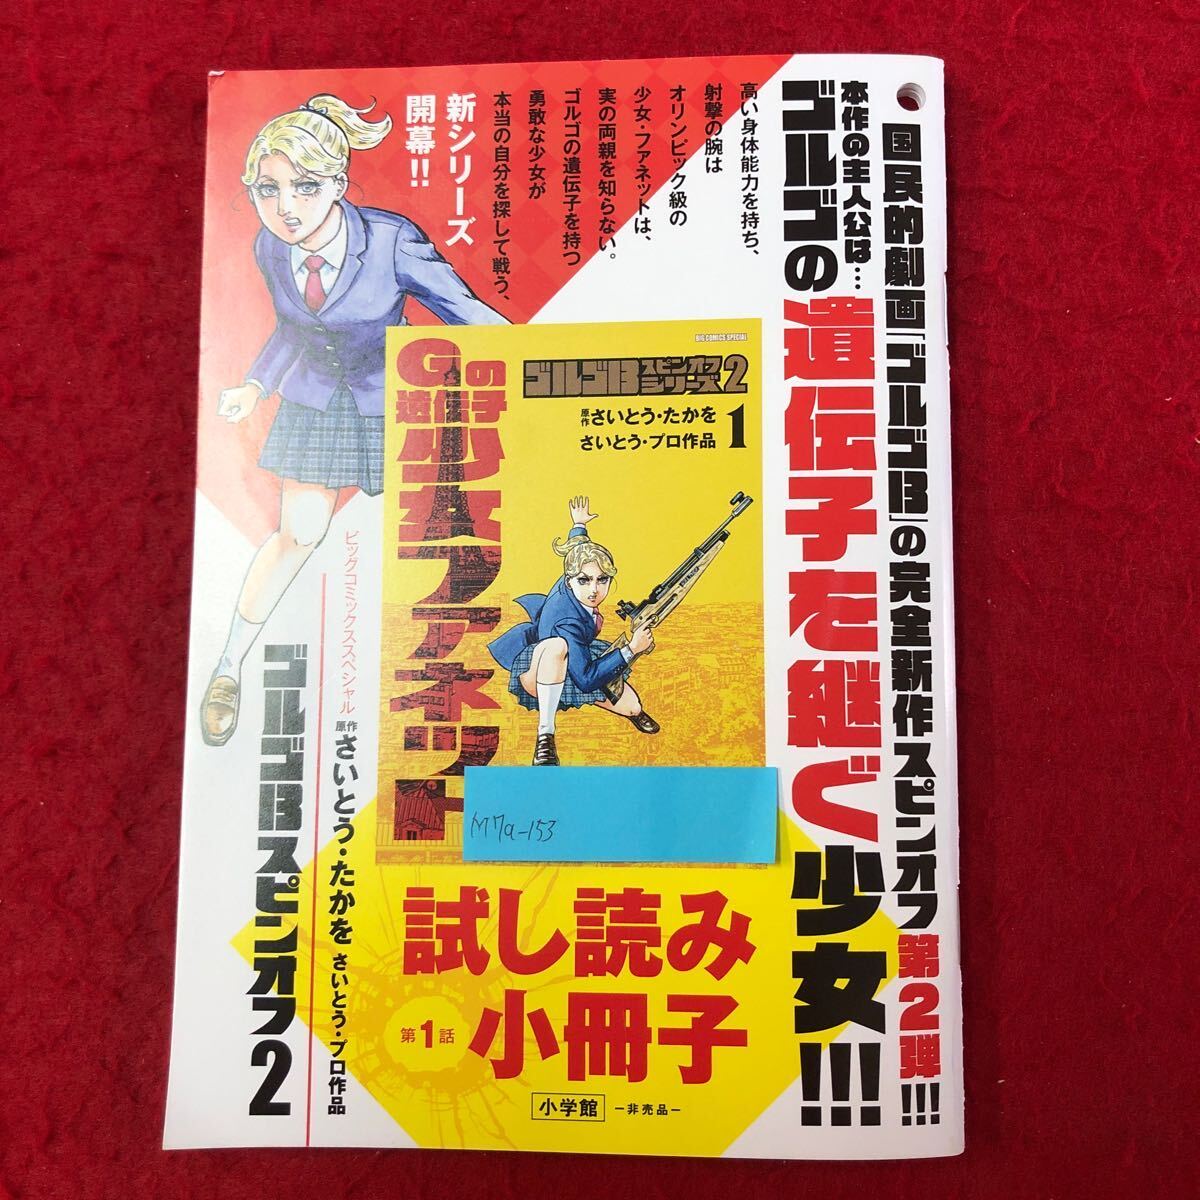 国民的劇画「ゴルゴ13」の完全新作スピンオフ第2弾!!!
本作の主人公は…
ゴルゴの遺伝子を継ぐ少女!!!
高い身体能力を持ち、
射撃の腕は
オリンピック級の
少女・ファネットは、
実の両親を知らない。
ゴルゴの遺伝子を持つ
勇敢な少女が
本当の自分を探して戦う、
新シリーズ
開幕!!
BIG COMICS SPECIAL
ゴルゴ13スピンオフシリーズ2
原作さいとう・たかを
さいとう・プロ作品
1
Gの遺伝子
少女ファネット
M7a-153
ビッグコミックススペシャル
原作 さいとう・たかを さいとう・プロ作品
ゴルゴ13スピンオフ2
試し読み
第1話 小冊子
小学館 ー非売品ー